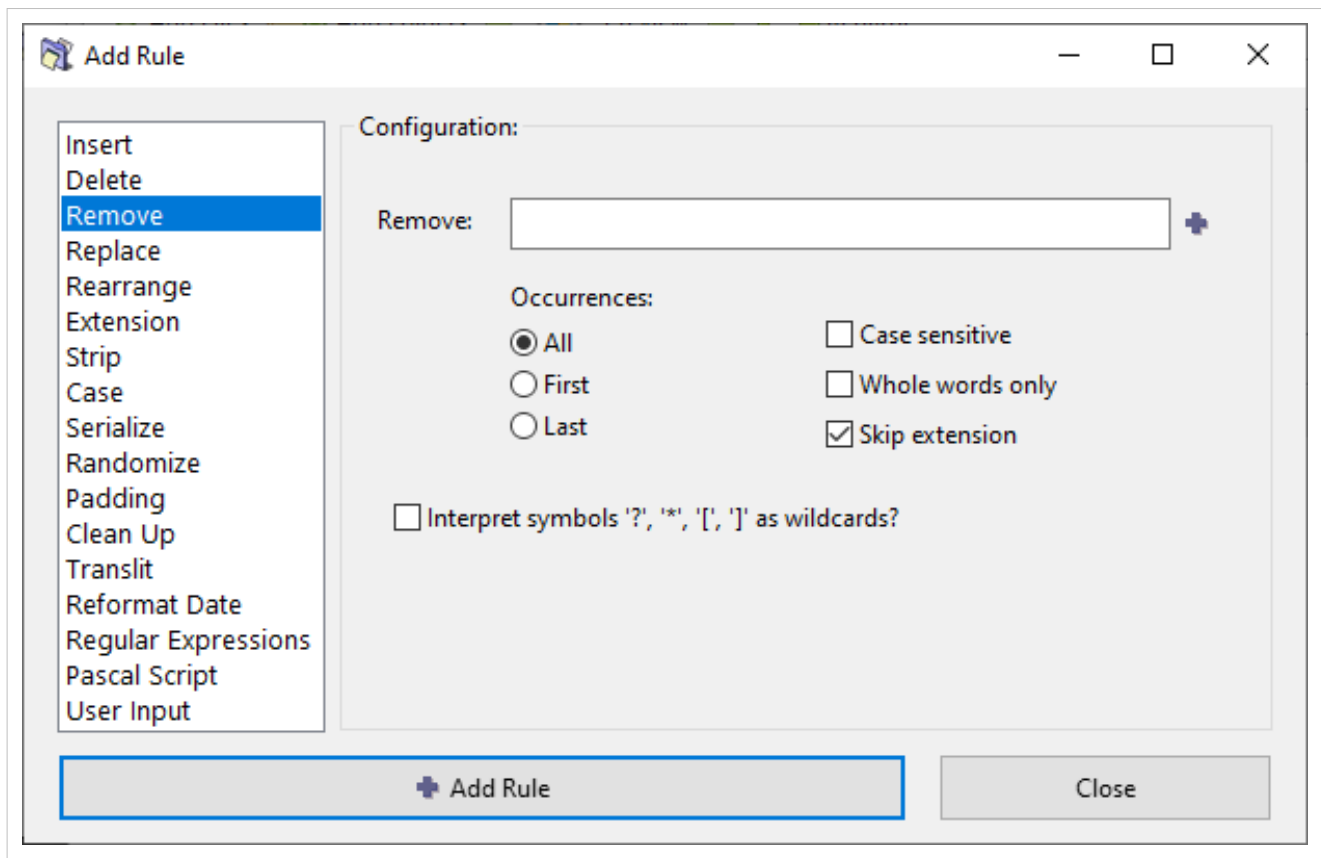 Add Rule
Insert
Delete
Remove
Replace
Rearrange
Extension
Strip
Case
Serialize
Randomize
Padding
Clean Up
Translit
Reformat Date
Regular Expressions
Pascal Script
User Input
Configuration:
Remove:
Occurrences:
All
First
Last
Case sensitive
Whole words only
Skip extension
Interpret symbols '?', '*', '[', ']' as wildcards?
Add Rule
Close